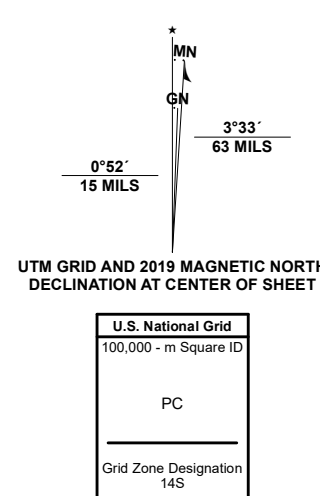 ★
MN
GN
3°33´
63 MILS
0°52´
15 MILS
UTM GRID AND 2019 MAGNETIC NORTH
DECLINATION AT CENTER OF SHEET
U.S. National Grid
100,000 - m Square ID
PC
Grid Zone Designation
14S